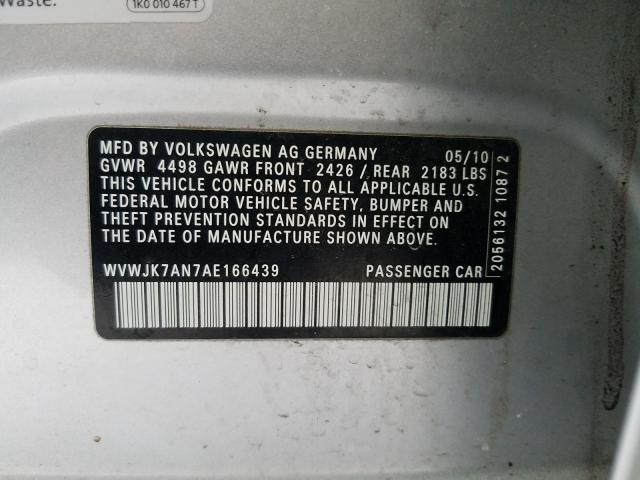 Waste.
1K0 010 467 T
MFD BY VOLKSWAGEN AG GERMANY 05/10
GVWR 4498 GAWR FRONT 2426 / REAR 2183 LBS
THIS VEHICLE CONFORMS TO ALL APPLICABLE U.S.
FEDERAL MOTOR VEHICLE SAFETY, BUMPER AND
THEFT PREVENTION STANDARDS IN EFFECT ON
THE DATE OF MANUFACTURE SHOWN ABOVE.
WVWJK7AN7AE166439 PASSENGER CAR
2056132 1087 2